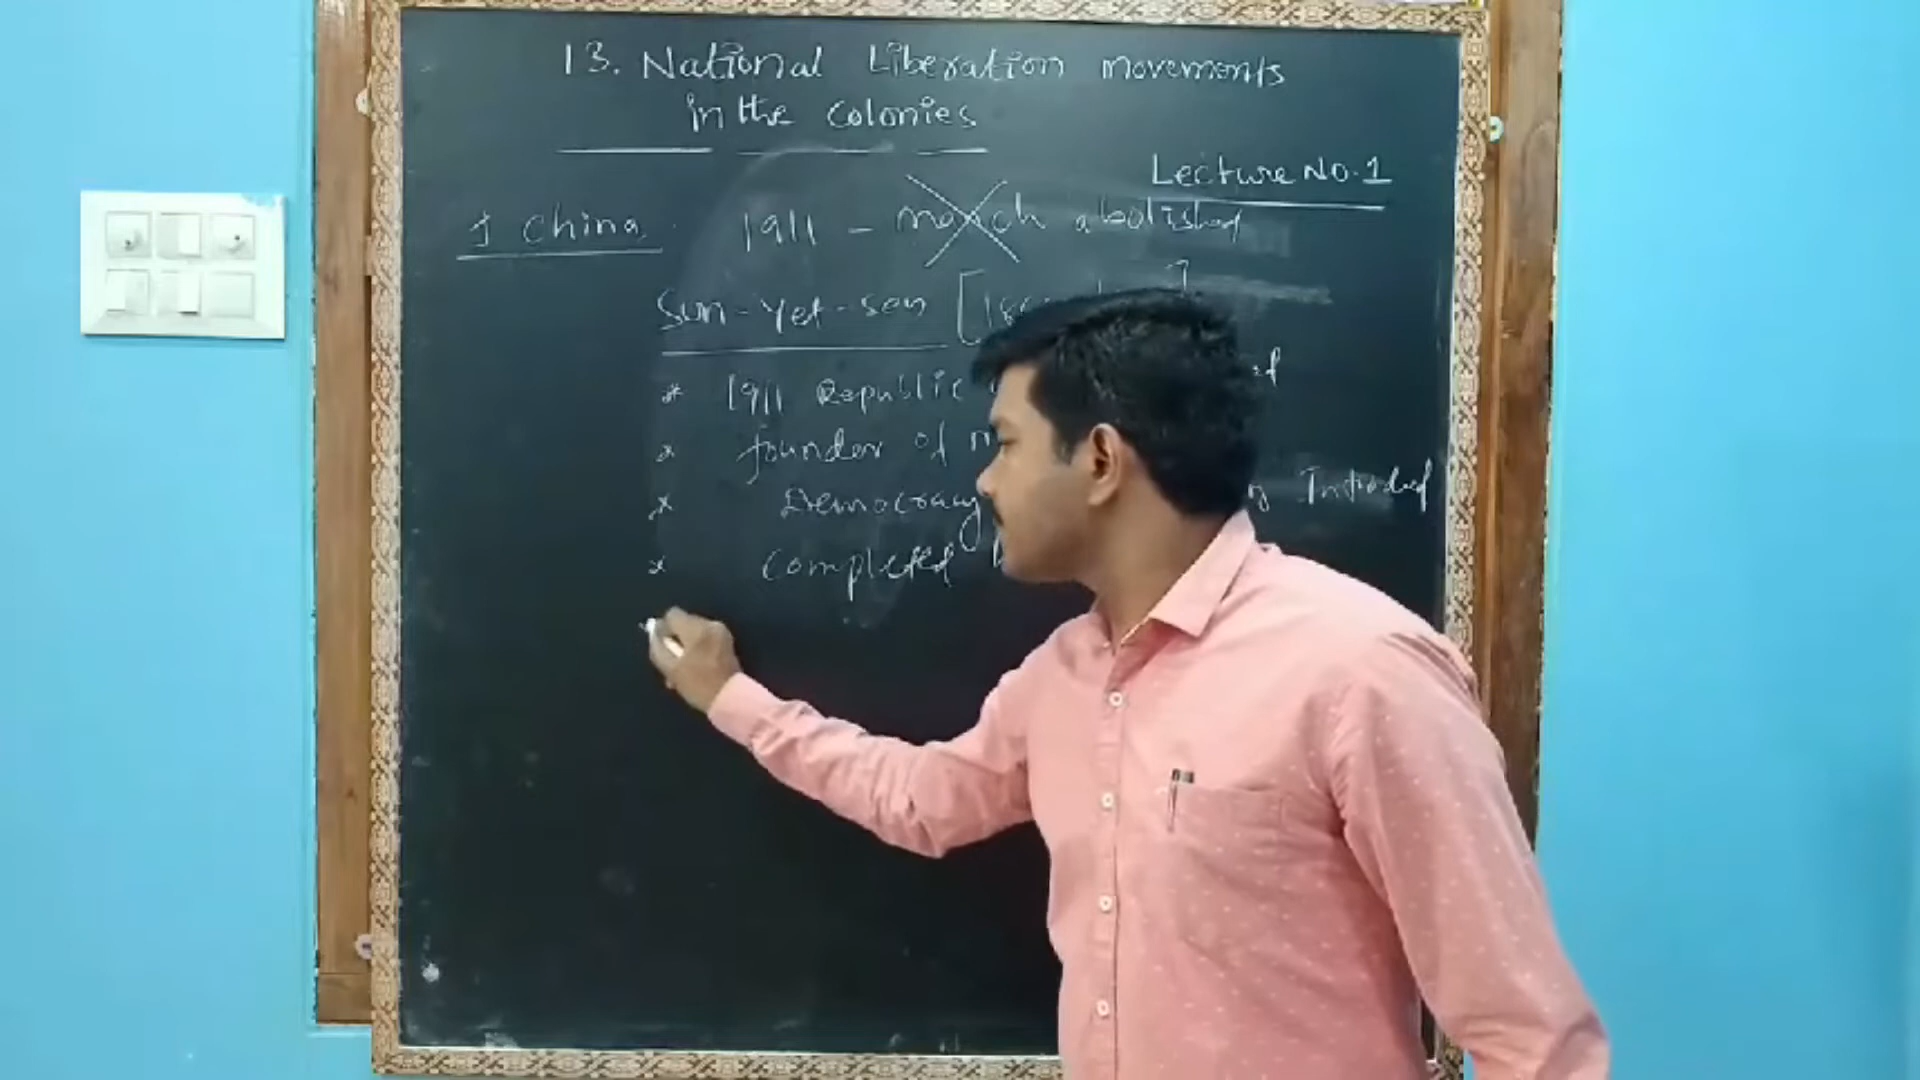 13. National Liberation movements
in the colonies
Lecture No.1
1 China 1911 - abolished
Sun-Yet-sen [
* 1911 Republic
* founder of
* Democracy Introduced
* completed